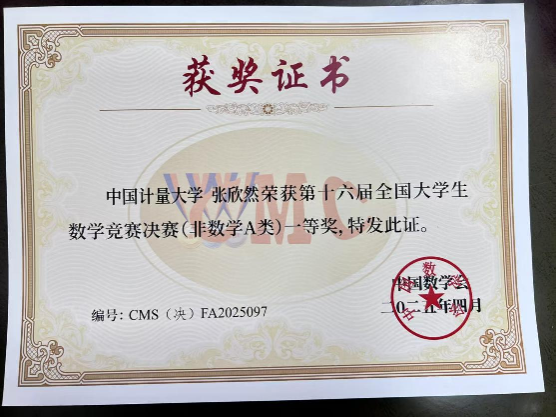 获奖证书
中国计量大学 张欣然荣获第十六届全国大学生
数学竞赛决赛(非数学A类)一等奖,特发此证。
中国数学会
编号: CMS（决）FA2025097
二〇二五年四月